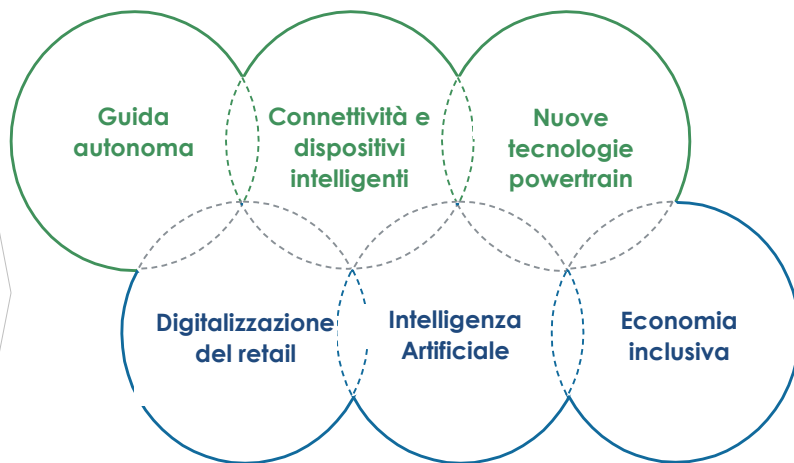 Guida
autonoma
Connettività e
dispositivi
intelligenti
Nuove
tecnologie
powertrain
Digitalizzazione
del retail
Intelligenza
Artificiale
Economia
inclusiva